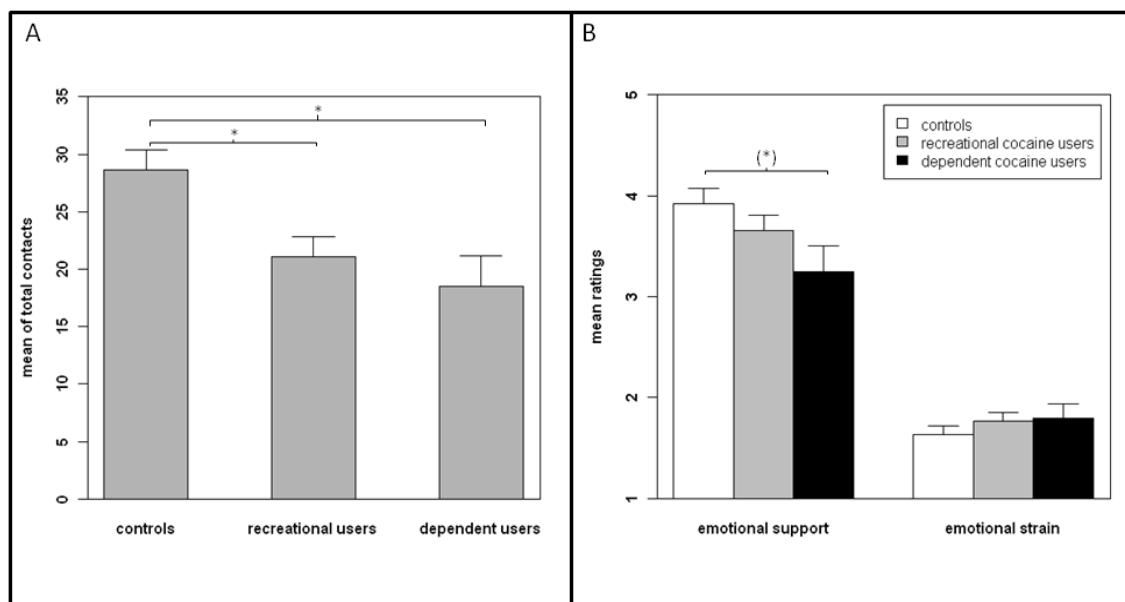 A
mean of total contacts
35
30
25
20
15
10
5
0
*
*
controls recreational users dependent users
B
mean ratings
5
4
3
2
1
controls
recreational cocaine users
dependent cocaine users
(*)
emotional support emotional strain